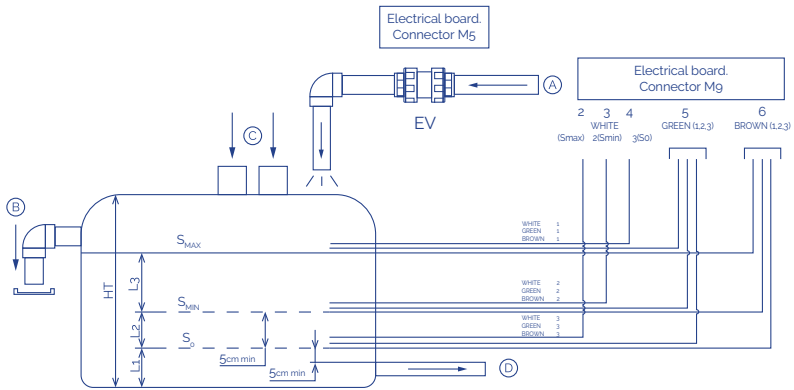 Electrical board.
Connector M5
Electrical board.
Connector M9
A
EV
2 3 4 5 6
WHITE GREEN (1,2,3) BROWN (1,2,3)
(Smax) 2(Smin) 3(S0)
C
B
WHITE 1
GREEN 1
BROWN 1
SMAX
HT
L3
WHITE 2
GREEN 2
BROWN 2
SMIN
L2
WHITE 3
GREEN 3
BROWN 3
S0
L1
5cm min
5cm min
D